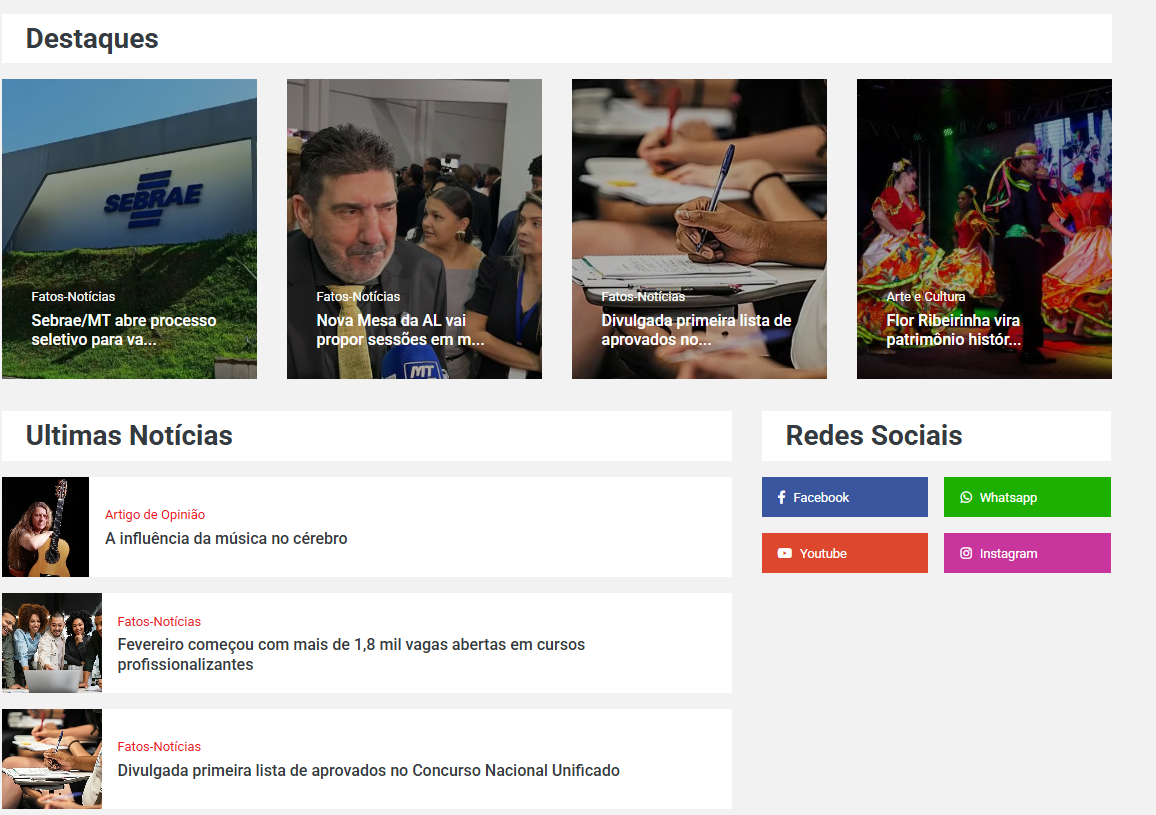 Destaques
SEBRAE
Fatos-Notícias
Sebrae/MT abre processo
seletivo para va...
Fatos-Notícias
Nova Mesa da AL vai
propor sessões em m...
MT
Fatos-Notícias
Divulgada primeira lista de
aprovados no...
Arte e Cultura
Flor Ribeirinha vira
patrimônio histór...
Ultimas Notícias
Artigo de Opinião
A influência da música no cérebro
Fatos-Notícias
Fevereiro começou com mais de 1,8 mil vagas abertas em cursos
profissionalizantes
Fatos-Notícias
Divulgada primeira lista de aprovados no Concurso Nacional Unificado
Redes Sociais
Facebook
Whatsapp
Youtube
Instagram